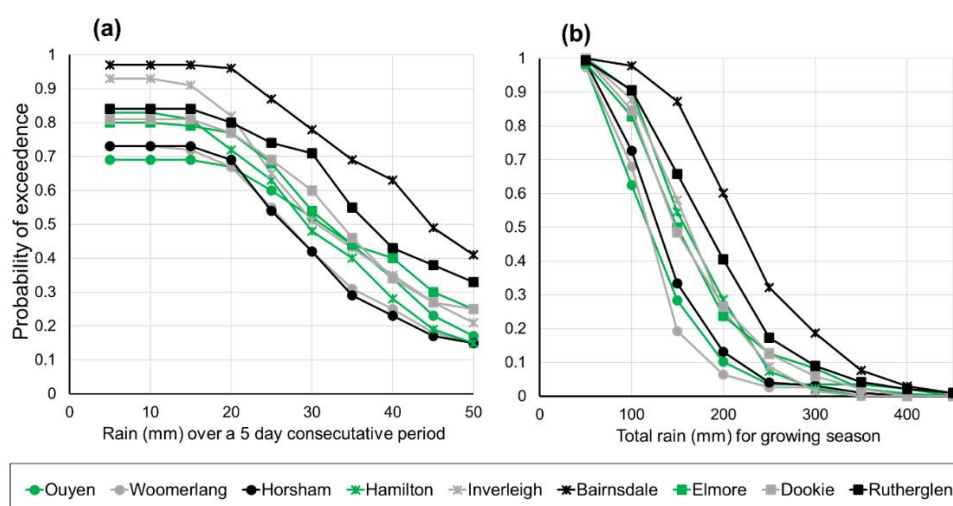 (a)
(b)
Probability of exceedence
1
0.9
0.8
0.7
0.6
0.5
0.4
0.3
0.2
0.1
0
0 10 20 30 40 50
Rain (mm) over a 5 day consecutative period
1
0.9
0.8
0.7
0.6
0.5
0.4
0.3
0.2
0.1
0
0 100 200 300 400
Total rain (mm) for growing season
Ouyen Woomerlang Horsham Hamilton Inverleigh Bairnsdale Elmore Dookie Rutherglen